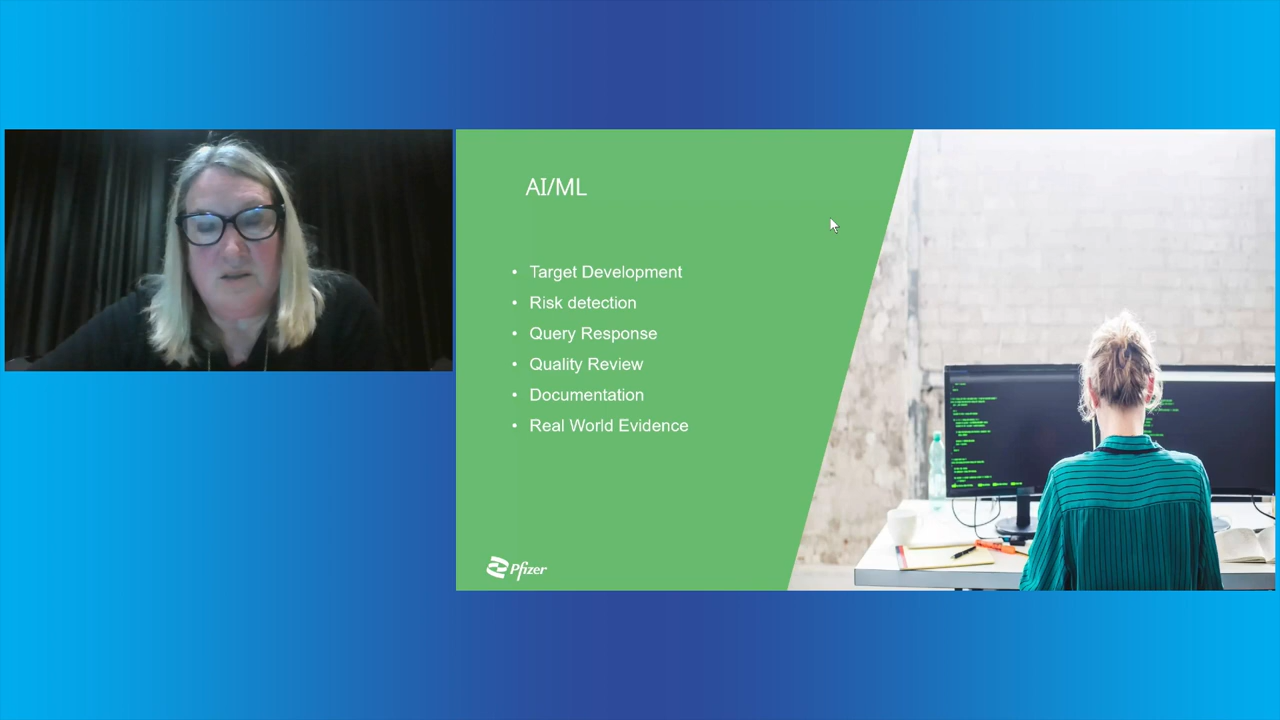 AI/ML
• Target Development
• Risk detection
• Query Response
• Quality Review
• Documentation
• Real World Evidence
Pfizer